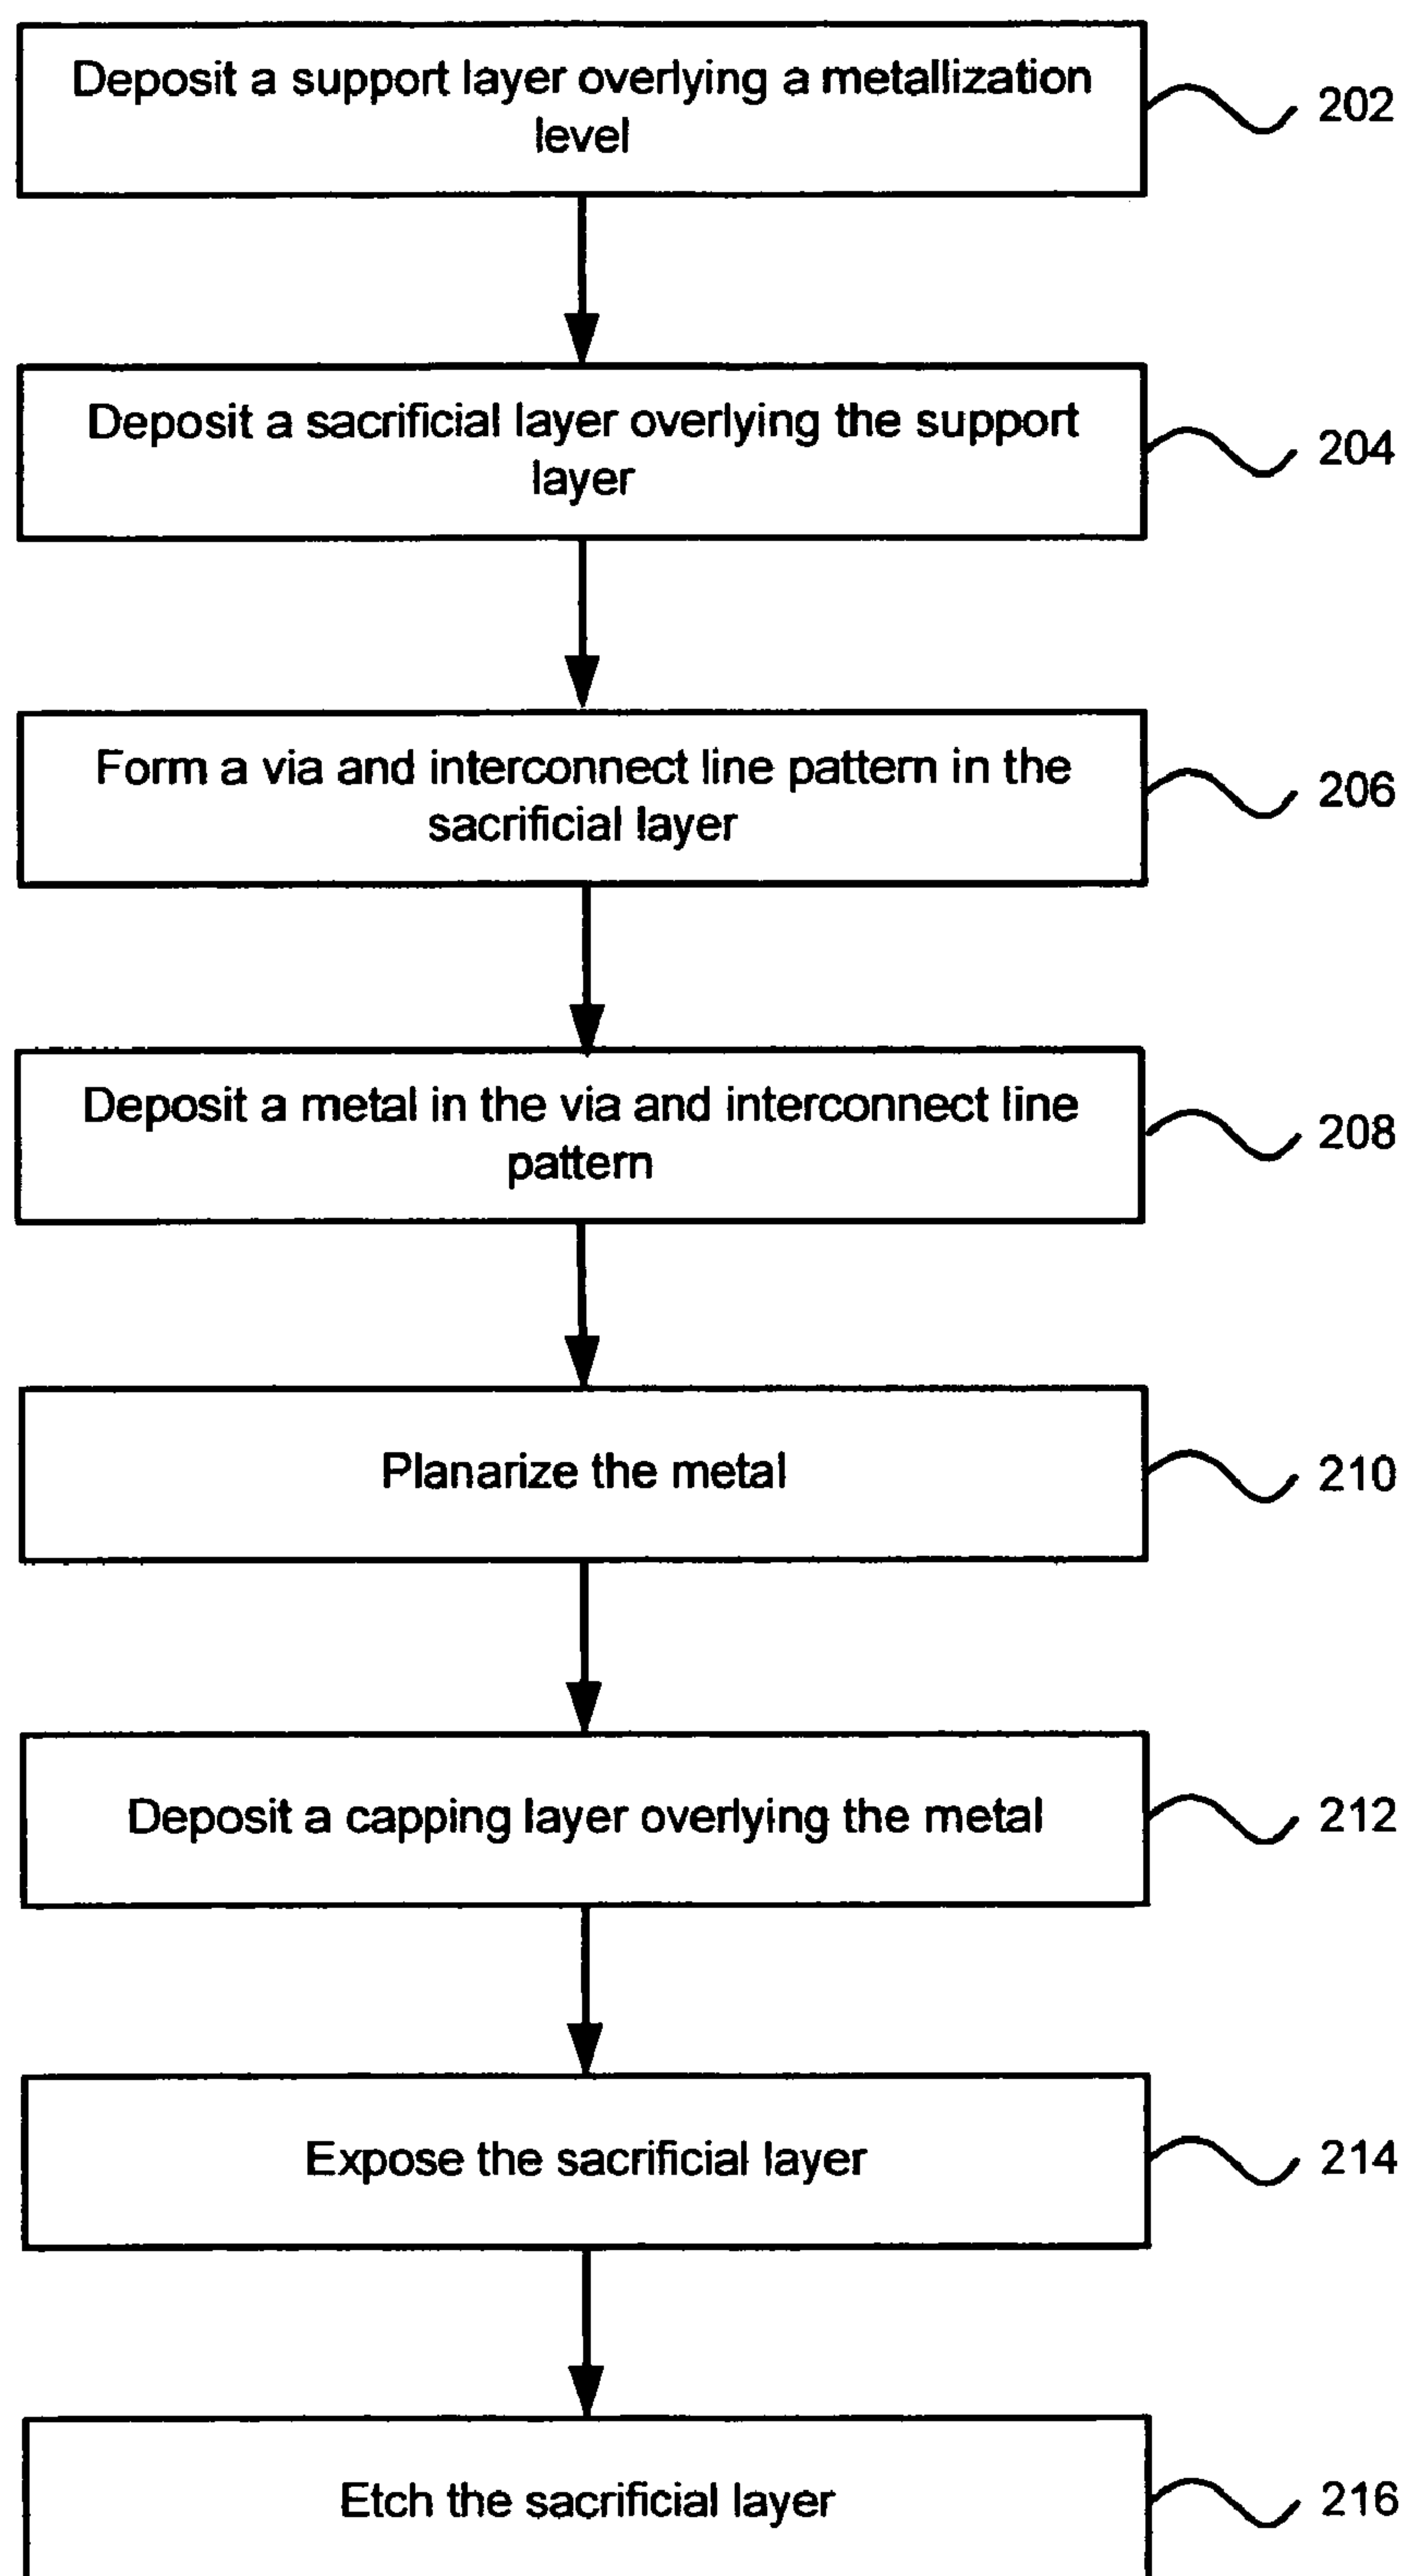 Deposit a support layer overlying a metallization
level
202
Deposit a sacrificial layer overlying the support
layer
204
Form a via and interconnect line pattern in the
sacrificial layer
206
Deposit a metal in the via and interconnect line
pattern
208
Planarize the metal
210
Deposit a capping layer overlying the metal
212
Expose the sacrificial layer
214
Etch the sacrificial layer
216